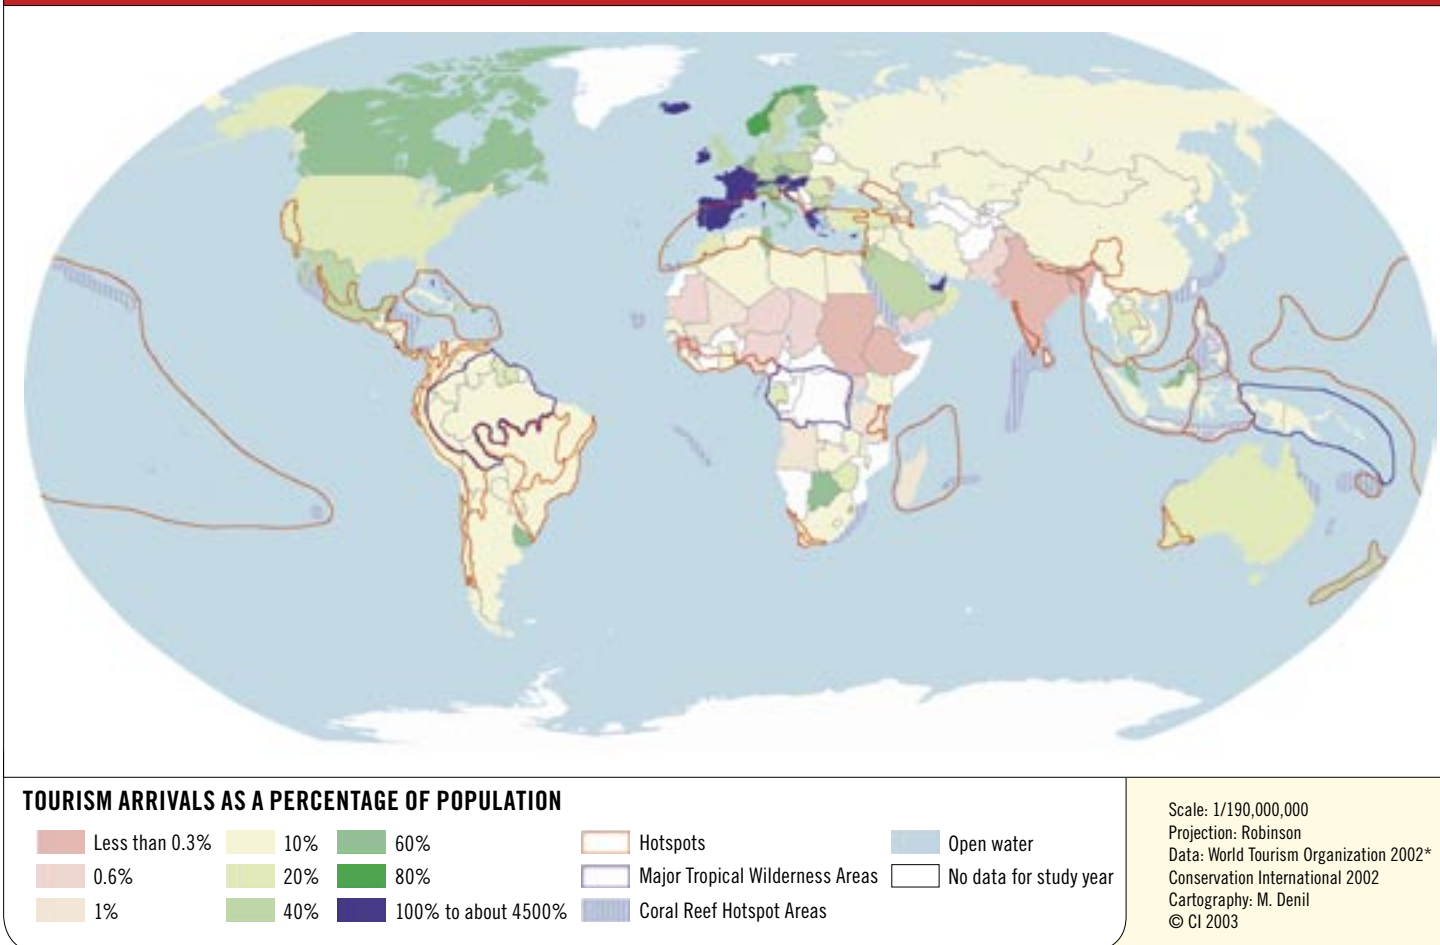 TOURISM ARRIVALS AS A PERCENTAGE OF POPULATION
Less than 0.3%
0.6%
1%
10%
20%
40%
60%
80%
100% to about 4500%
Hotspots
Major Tropical Wilderness Areas
Coral Reef Hotspot Areas
Open water
No data for study year
Scale: 1/190,000,000
Projection: Robinson
Data: World Tourism Organization 2002*
Conservation International 2002
Cartography: M. Denil
© CI 2003